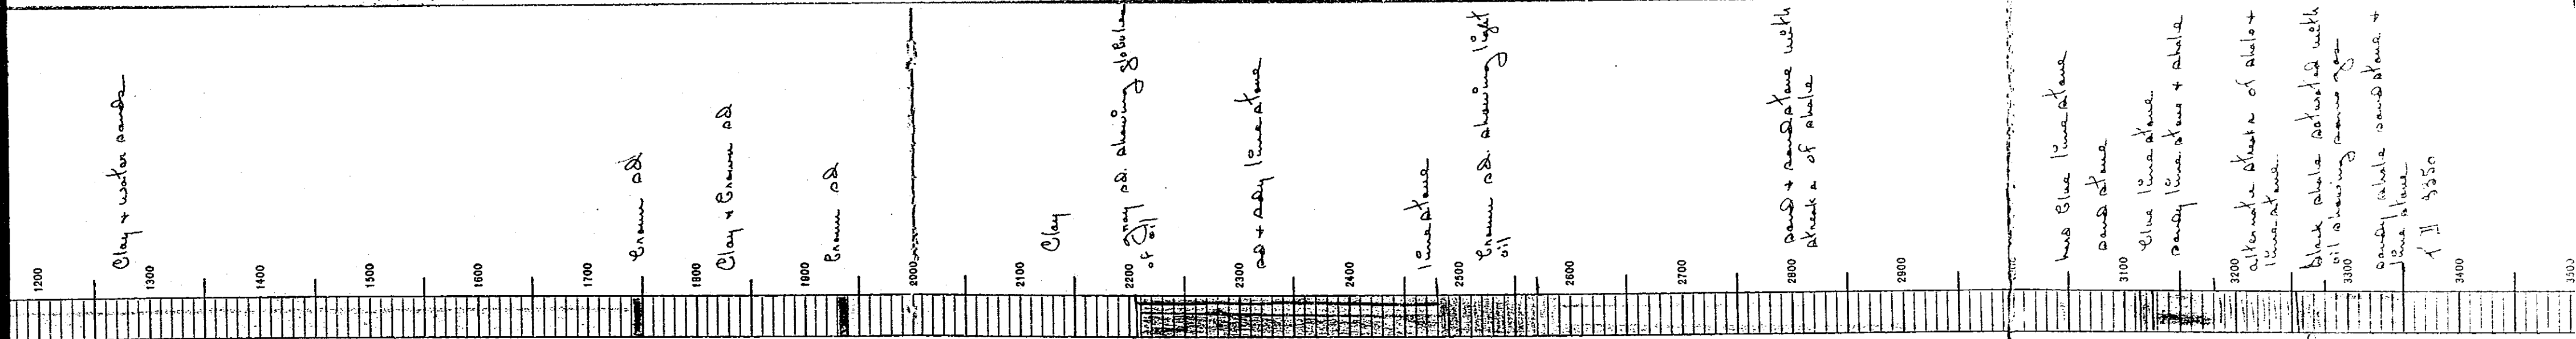 1200
Clay + water sands
1300
1400
1500
1600
1700
Brown sd
1800
Clay + Brown sd
1900
Brown sd
2000
2100
Clay
2200
Gray sd. showing globules
of oil
2300
sd + sdy lime stone
2400
lime stone
2500
Brown sd. showing light
oil
2600
2700
2800
sand + sandstone with
streaks of shale
2900
hard Blue lime stone
sand stone
3100
Blue lime stone
sandy lime stone + shale
3200
alternate streaks of shale +
lime stone
black shale saturated with
oil showing some gas
3300
sandy shale sandstone +
lime stone
T D 3350
3400
3500